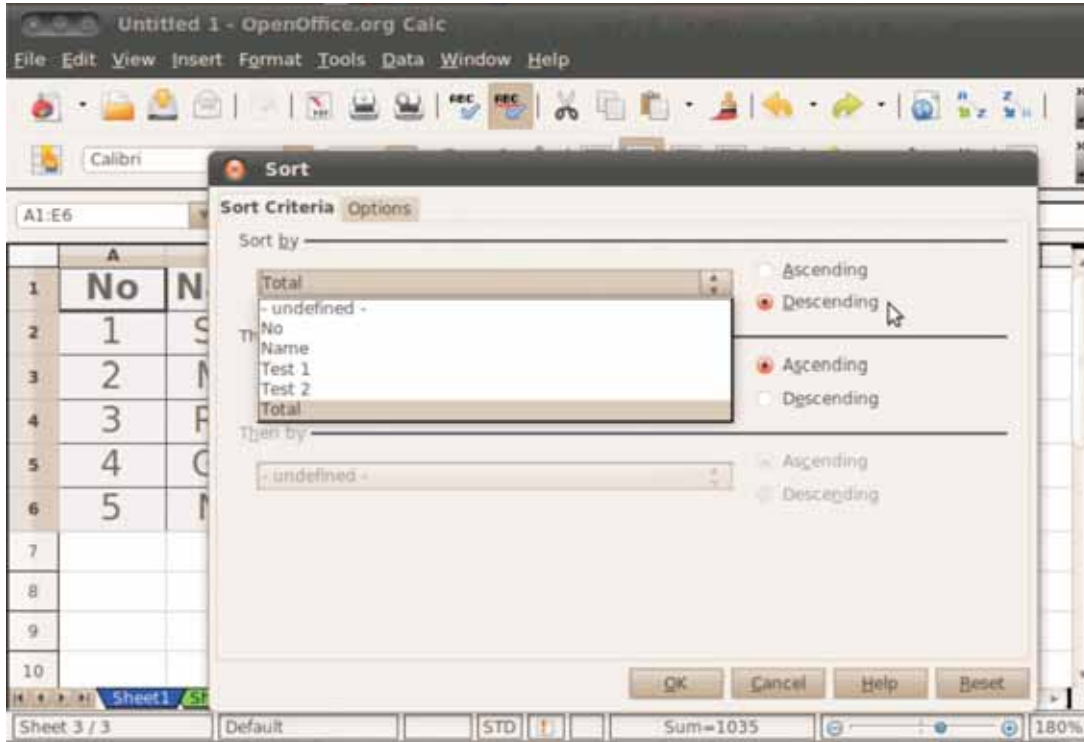 Untitled 1 - OpenOffice.org Calc
File Edit View Insert Format Tools Data Window Help
Calibri
Sort
A1:E6
Sort Criteria Options
Sort by
A
Total
Ascending
Descending
- undefined -
No
Name
Test 1
Test 2
Total
Ascending
Descending
Then by
- undefined -
Ascending
Descending
1 No N
2 1 S
3 2
4 3
5 4
6 5
7
8
9
10
OK Cancel Help Reset
Sheet1
Sheet 3 / 3 Default STD Sum=1035 180%